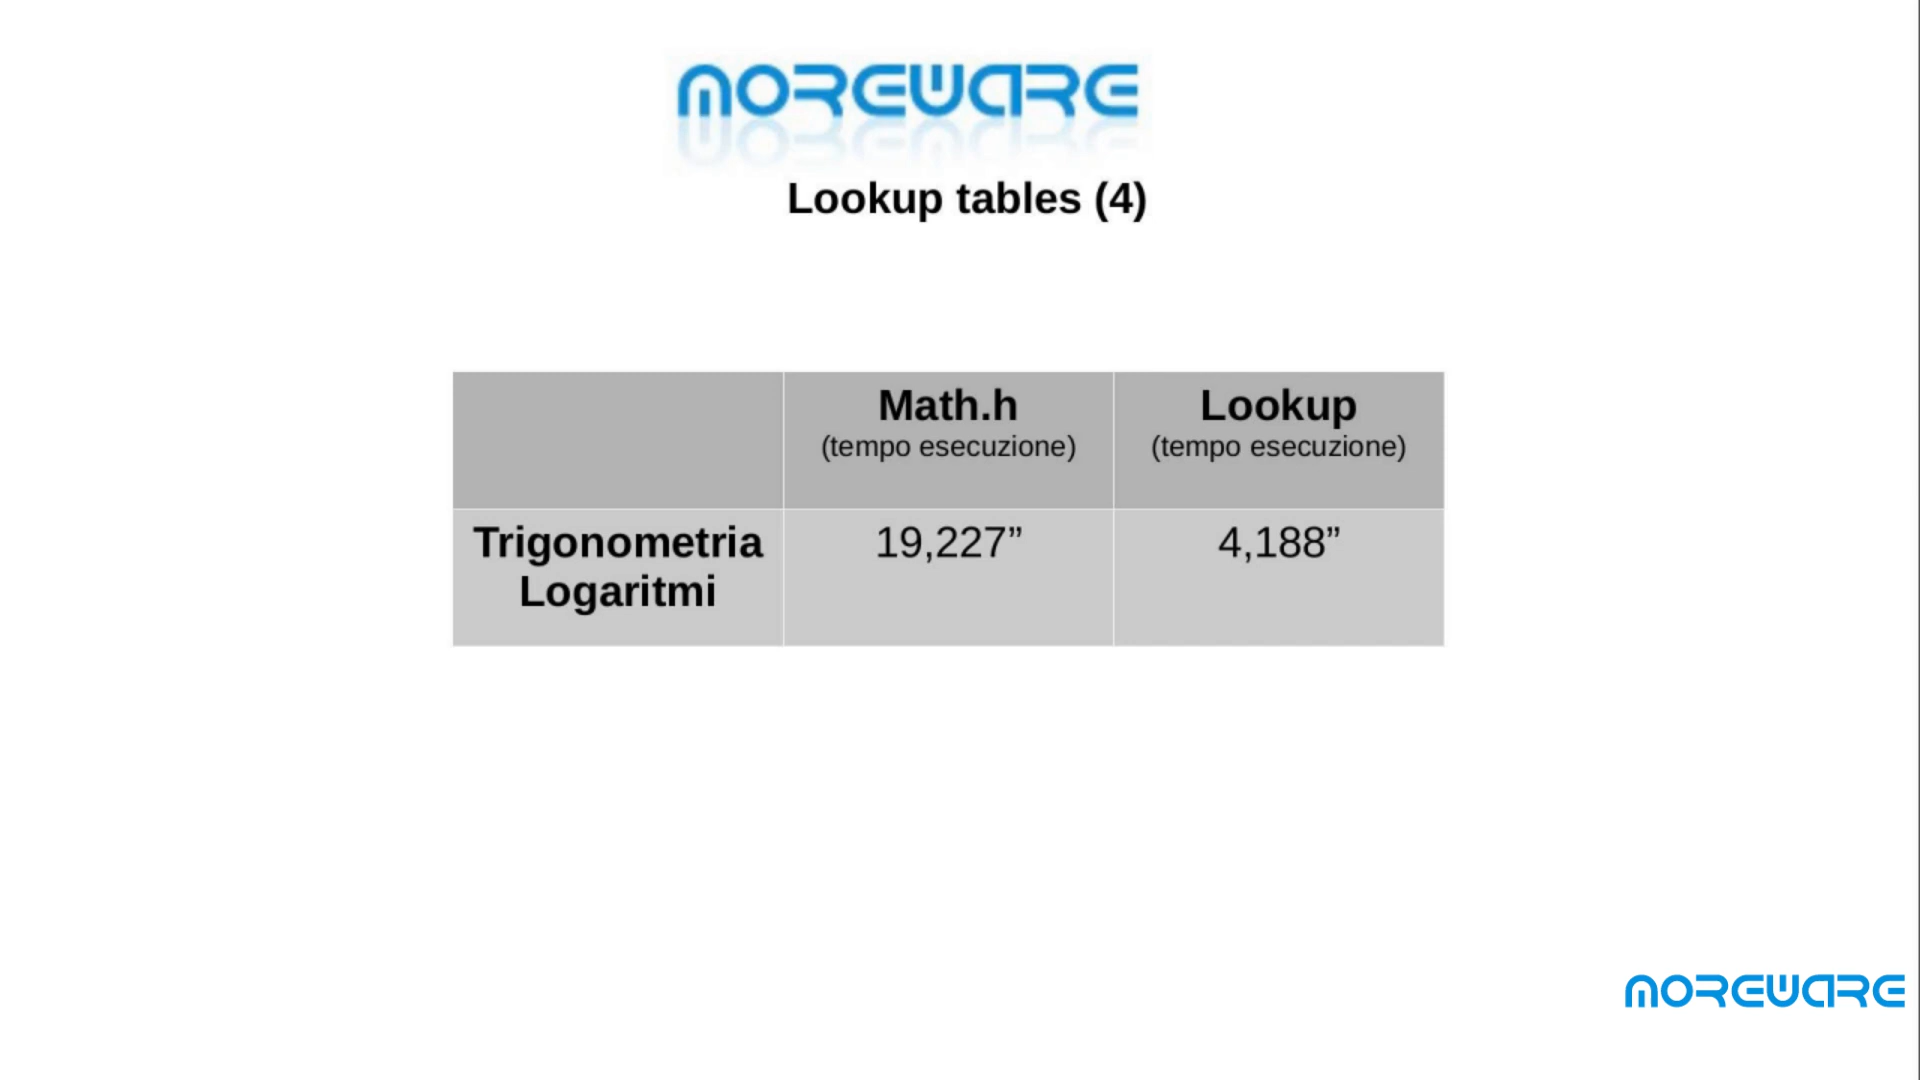 MOREWARE
Lookup tables (4)
Math.h
(tempo esecuzione)
Lookup
(tempo esecuzione)
Trigonometria
Logaritmi
19,227”
4,188”
MOREWARE